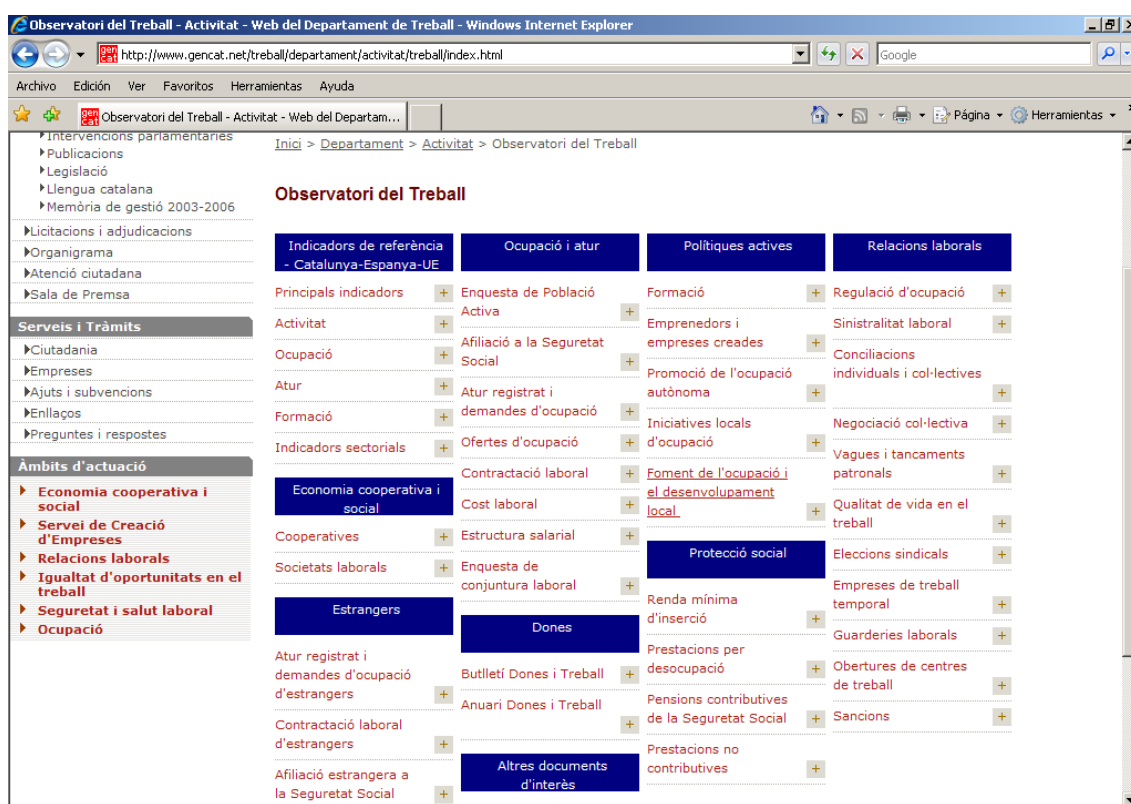 Observatori del Treball - Activitat - Web del Departament de Treball - Windows Internet Explorer
http://www.gencat.net/treball/departament/activitat/treball/index.html
Google
Archivo Edición Ver Favoritos Herramientas Ayuda
Observatori del Treball - Activitat - Web del Departam...
Página Herramientas
Intervencions parlamentàries
Publicacions
Legislació
Llengua catalana
Memòria de gestió 2003-2006
Licitacions i adjudicacions
Organigrama
Atenció ciutadana
Sala de Premsa
Serveis i Tràmits
Ciutadania
Empreses
Ajuts i subvencions
Enllaços
Preguntes i respostes
Àmbits d'actuació
Economia cooperativa i
social
Servei de Creació
d'Empreses
Relacions laborals
Igualtat d'oportunitats en el
treball
Seguretat i salut laboral
Ocupació
Inici > Departament > Activitat > Observatori del Treball
Observatori del Treball
Indicadors de referència
- Catalunya-Espanya-UE
Principals indicadors +
Activitat +
Ocupació +
Atur +
Formació +
Indicadors sectorials +
Economia cooperativa i
social
Cooperatives +
Societats laborals +
Estrangers
Atur registrat i
demandes d'ocupació
d'estrangers +
Contractació laboral
d'estrangers +
Afiliació estrangera a
la Seguretat Social +
Ocupació i atur
Enquesta de Població
Activa +
Afiliació a la Seguretat
Social +
Atur registrat i
demandes d'ocupació +
Ofertes d'ocupació +
Contractació laboral +
Cost laboral +
Estructura salarial +
Enquesta de
conjuntura laboral +
Dones
Butlletí Dones i Treball +
Anuari Dones i Treball
+
Altres documents
d'interès
Polítiques actives
Formació +
Emprenedors i
empreses creades +
Promoció de l'ocupació
autònoma +
Iniciatives locals
d'ocupació +
Foment de l'ocupació i
el desenvolupament
local +
Protecció social
Renda mínima
d'inserció +
Prestacions per
desocupació +
Pensions contributives
de la Seguretat Social +
Prestacions no
contributives +
Relacions laborals
Regulació d'ocupació +
Sinistralitat laboral +
Conciliacions
individuals i col·lectives
+
Negociació col·lectiva +
Vagues i tancaments
patronals +
Qualitat de vida en el
treball +
Eleccions sindicals +
Empreses de treball
temporal +
Guarderies laborals +
Obertures de centres
de treball +
Sancions +